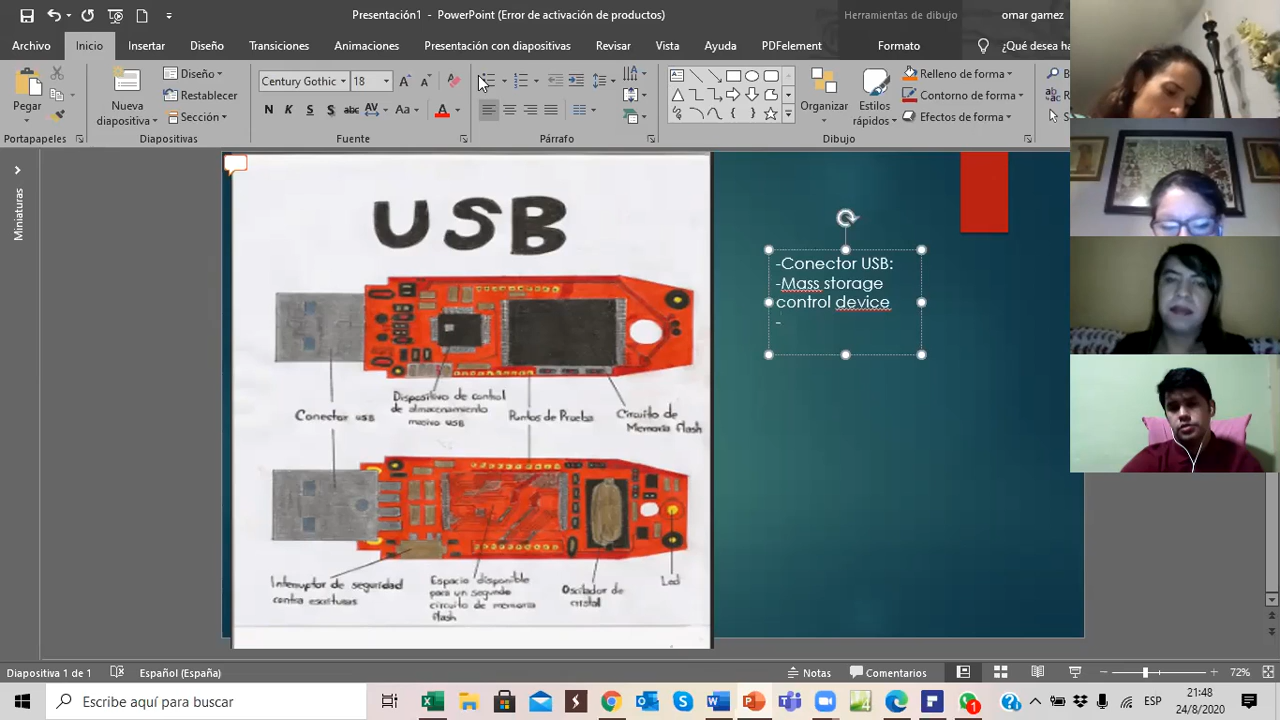 Presentación1 - PowerPoint (Error de activación de productos)
Herramientas de dibujo
omar gamez
Archivo
Inicio
Insertar
Diseño
Transiciones
Animaciones
Presentación con diapositivas
Revisar
Vista
Ayuda
PDFelement
Formato
¿Qué desea h
Pegar
Nueva diapositiva
Diseño
Restablecer
Sección
Century Gothic
18
N K S abc AV Aa A
Organizar
Estilos rápidos
Relleno de forma
Contorno de forma
Efectos de forma
B
R
S
Portapapeles
Diapositivas
Fuente
Párrafo
Dibujo
Miniaturas
USB
Conector usb
Dispositivo de control
de almacenamiento
masivo USB
Puntos de Prueba
Circuito de
Memoria flash
Interruptor de seguridad
contra escrituras
Espacio disponible
para un segundo
circuito de memoria
flash
Oscilador de
cristal
Led
-Conector USB:
-Mass storage
control device
-
Diapositiva 1 de 1
Español (España)
Notas
Comentarios
72%
Escribe aquí para buscar
ESP
21:48
24/8/2020
1